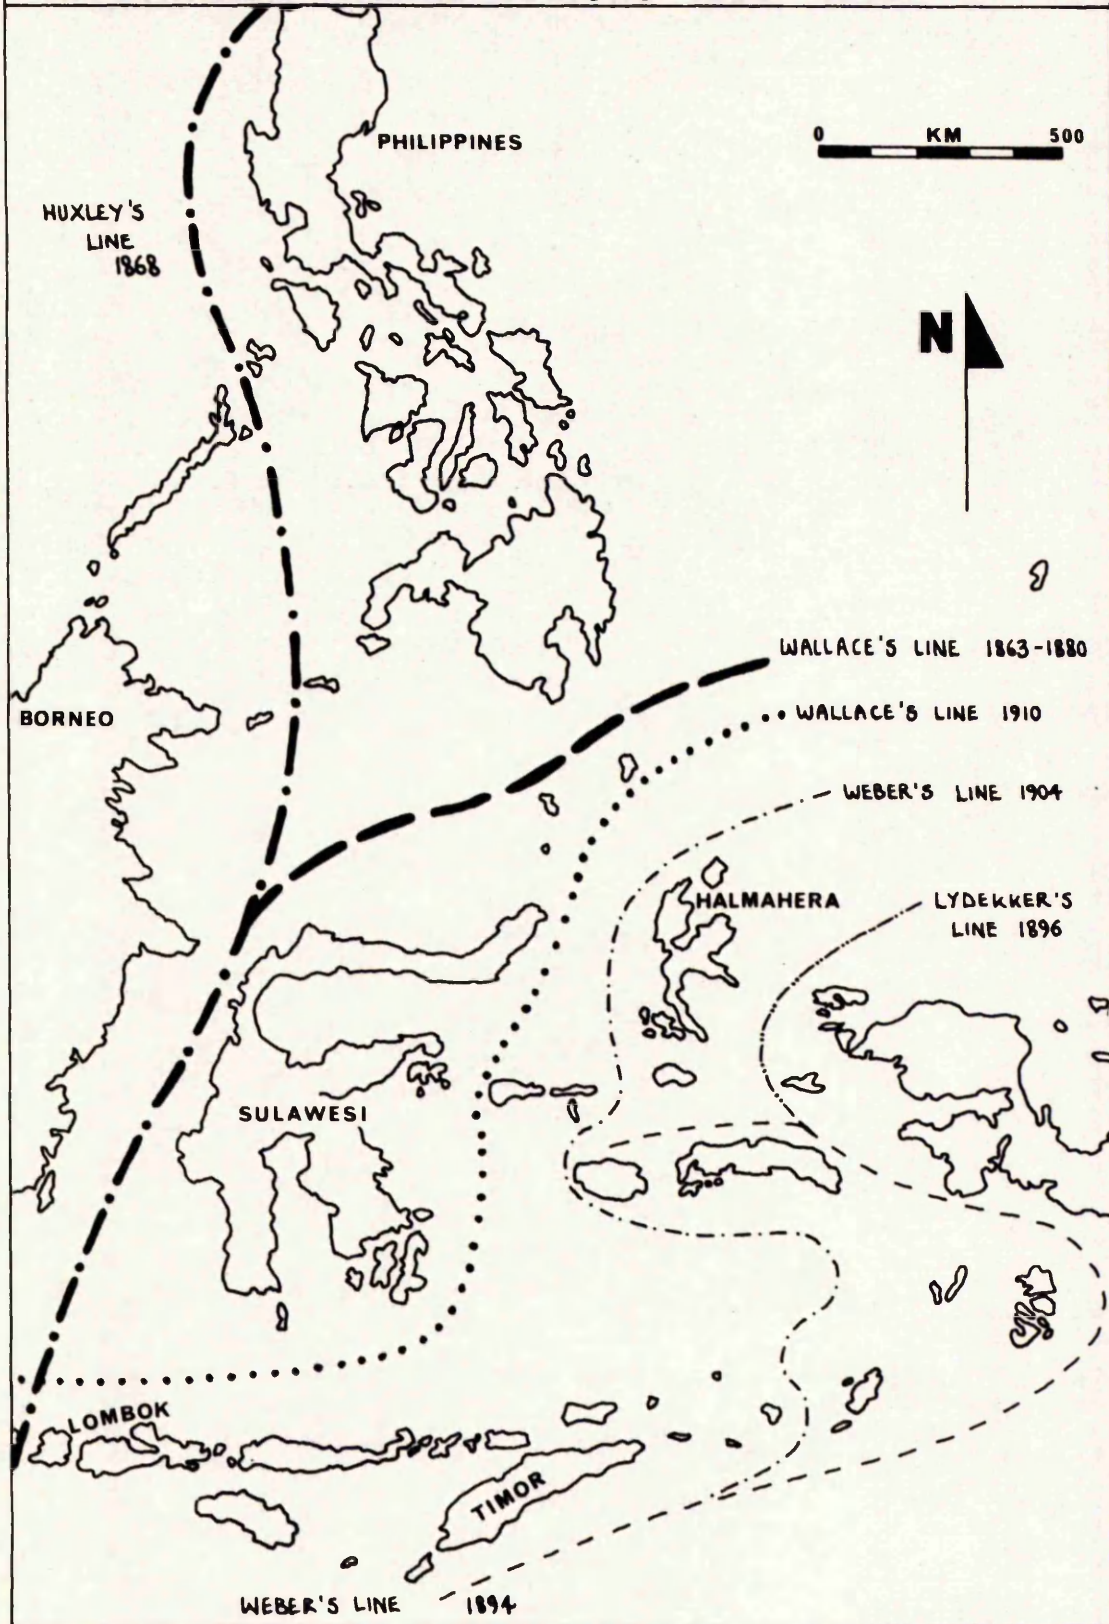 PHILIPPINES
0 KM 500
HUXLEY'S
LINE
1868
N
WALLACE'S LINE 1863-1880
BORNEO
WALLACE'S LINE 1910
WEBER'S LINE 1904
HALMAHERA
LYDEKKER'S
LINE 1896
SULAWESI
LOMBOK
TIMOR
WEBER'S LINE 1894